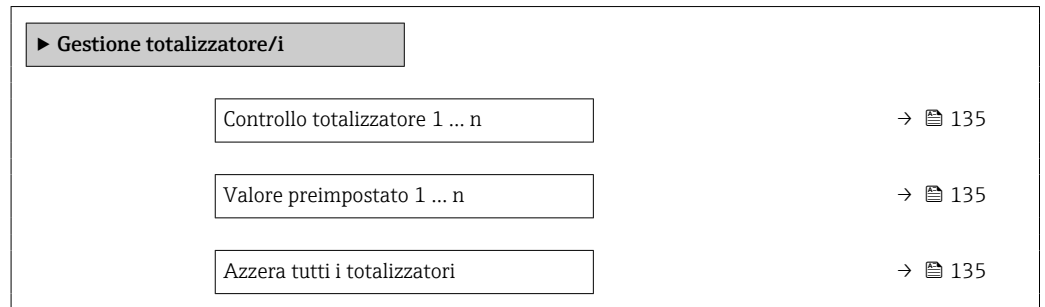 ▶ Gestione totalizzatore/i
Controllo totalizzatore 1 … n → 135
Valore preimpostato 1 … n → 135
Azzera tutti i totalizzatori → 135